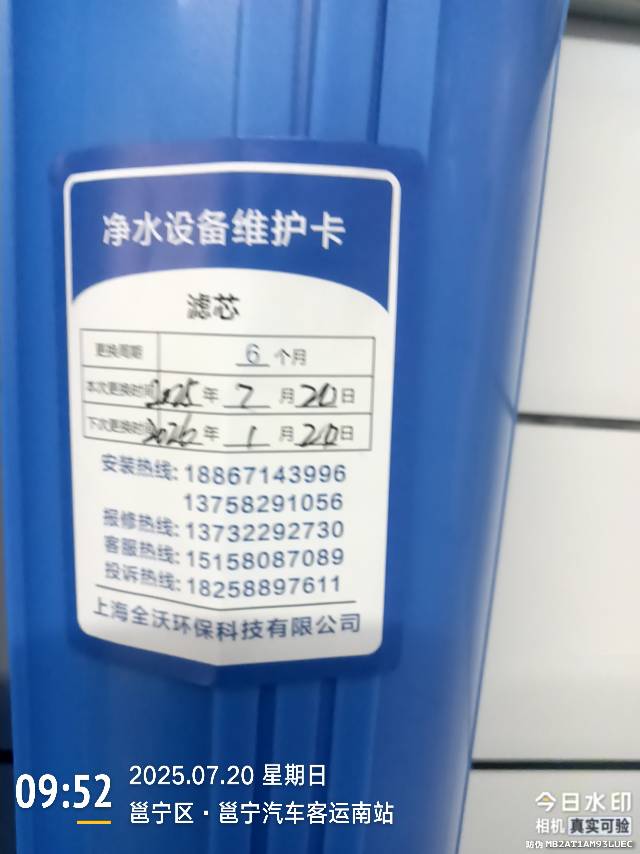 净水设备维护卡
滤芯
更换周期 6 个月
本次更换时间 2025 年 7 月 20 日
下次更换时 2026 年 1 月 20 日
安装热线: 18867143996
13758291056
报修热线: 13732292730
客服热线: 15158087089
投诉热线: 18258897611
上海全沃环保科技有限公司
09:52
2025.07.20 星期日
邕宁区·邕宁汽车客运南站
今日水印
相机 真实可验
防伪 MB2AT1AM93LUEC